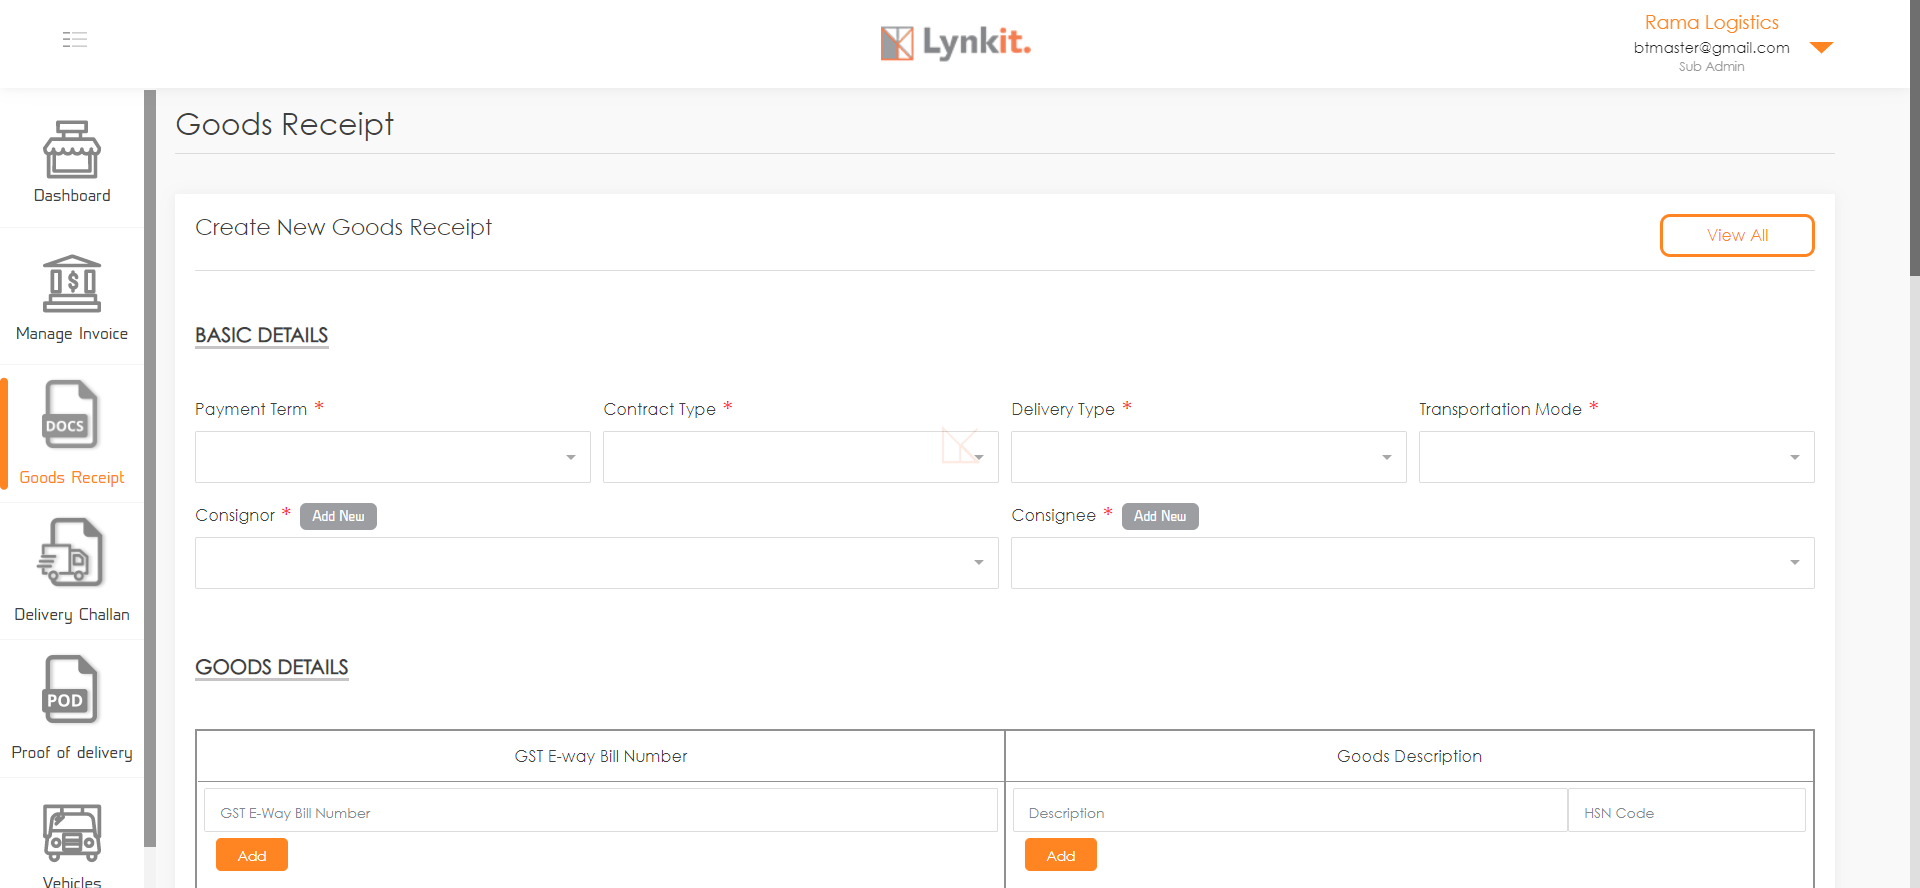 Lynkit.
Rama Logistics
btmaster@gmail.com
Sub Admin
Dashboard
Manage Invoice
DOCS
Goods Receipt
Delivery Challan
POD
Proof of delivery
Vehicles
Goods Receipt
Create New Goods Receipt
View All
BASIC DETAILS
Payment Term *
Contract Type *
Delivery Type *
Transportation Mode *
Consignor * Add New
Consignee * Add New
GOODS DETAILS
GST E-way Bill Number
Goods Description
GST E-Way Bill Number
Description
HSN Code
Add
Add